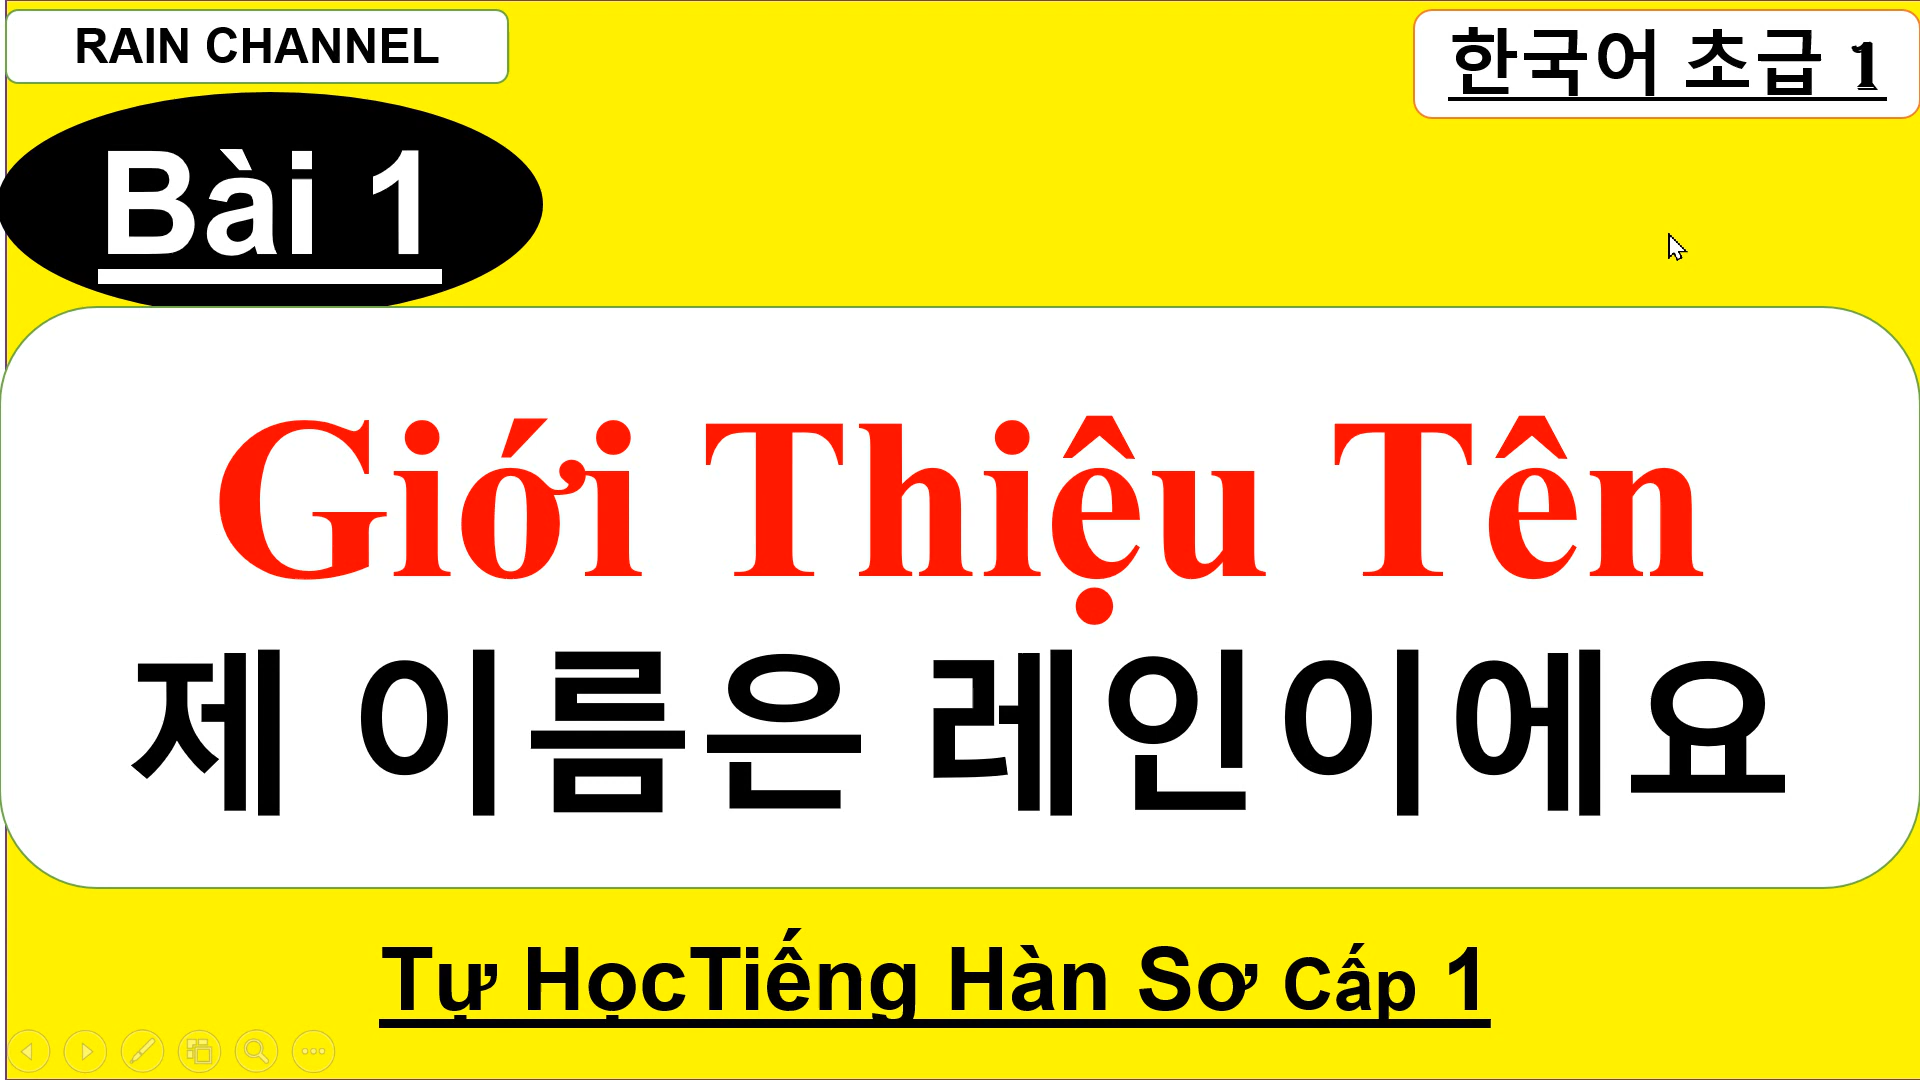 RAIN CHANNEL
한국어 초급 1
Bài 1
Giới Thiệu Tên
제 이름은 레인이에요
Tự HọcTiếng Hàn Sơ Cấp 1